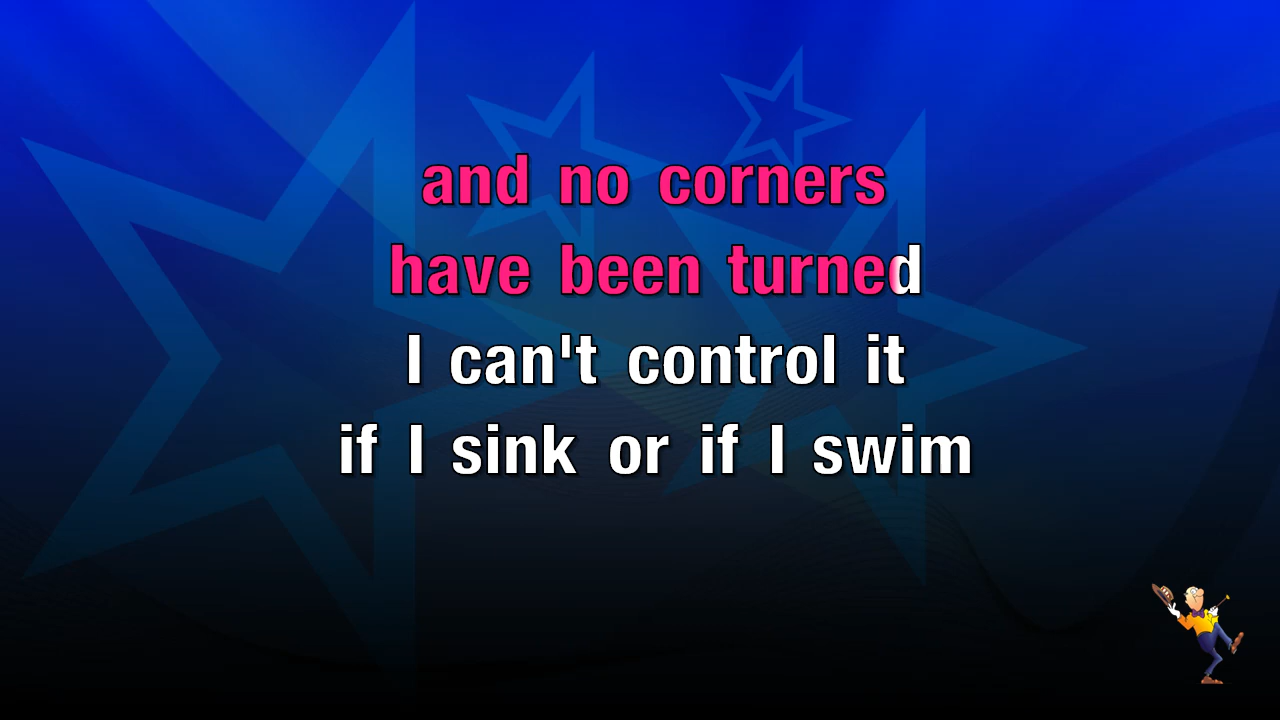 and no corners
have been turned
I can't control it
if I sink or if I swim